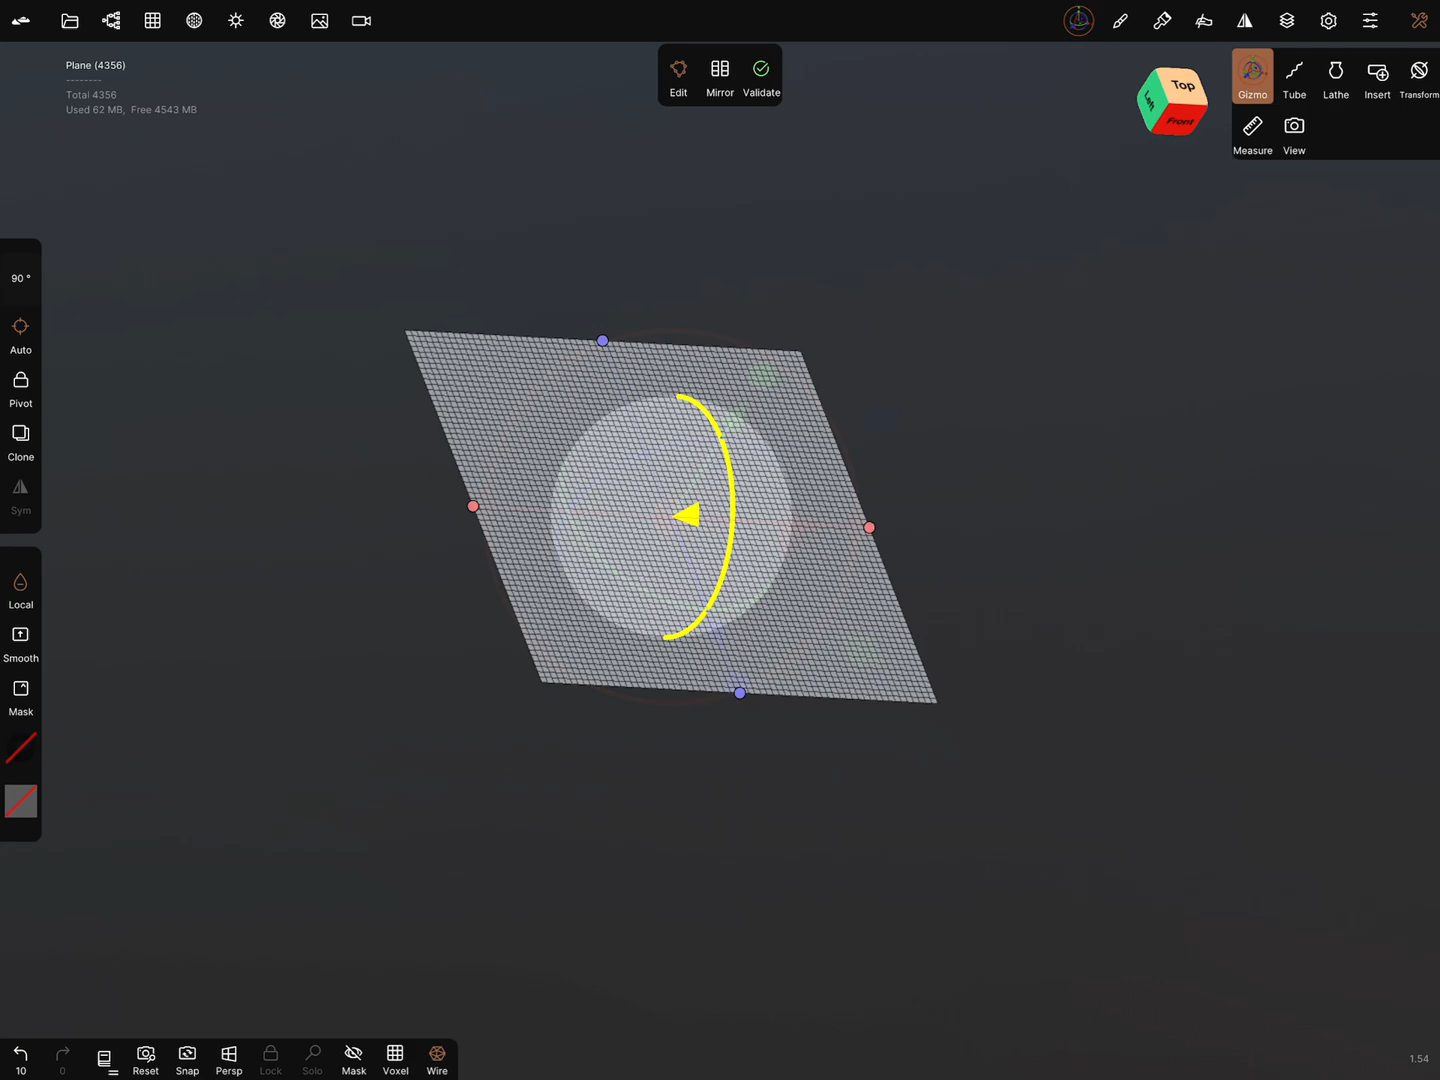 Plane (4356)
--------
Total 4356
Used 62 MB, Free 4543 MB
Edit
Mirror
Validate
Left
Top
Front
Gizmo
Tube
Lathe
Insert
Transform
Measure
View
90 °
Auto
Pivot
Clone
Sym
Local
Smooth
Mask
10
0
Reset
Snap
Persp
Lock
Solo
Mask
Voxel
Wire
1.54